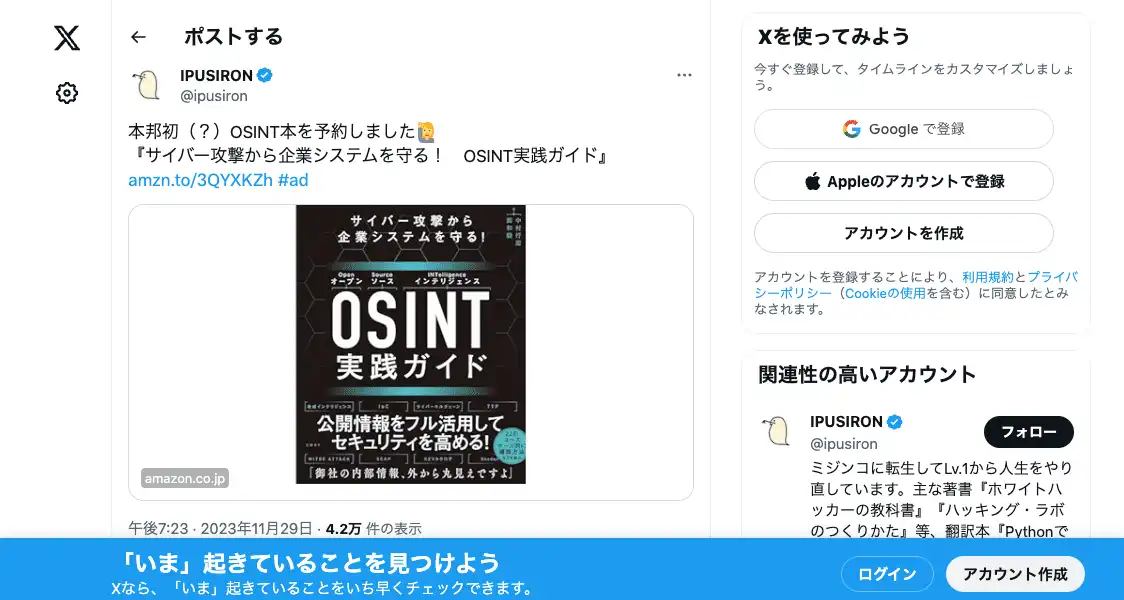 ポストする
IPUSIRON
@ipusiron
本邦初（？）OSINT本を予約しました🙋
『サイバー攻撃から企業システムを守る！　OSINT実践ガイド』
amzn.to/3QYXKZh #ad
サイバー攻撃から
企業システムを守る!
Open Source INTelligence
オープン ソース インテリジェンス
OSINT
実践ガイド
公開情報をフル活用して
セキュリティを高める!
「御社の内部情報、外から丸見えですよ」
amazon.co.jp
午後7:23 · 2023年11月29日 · 4.2万 件の表示
Xを使ってみよう
今すぐ登録して、タイムラインをカスタマイズしましょ
う。
Google で登録
Appleのアカウントで登録
アカウントを作成
アカウントを登録することにより、利用規約とプライバ
シーポリシー（Cookieの使用を含む）に同意したとみ
なされます。
関連性の高いアカウント
IPUSIRON
@ipusiron
フォロー
ミジンコに転生してLv.1から人生をやり
直しています。主な著書『ホワイトハ
ッカーの教科書』『ハッキング・ラボ
のつくりかた』等、翻訳本『Pythonで
「いま」起きていることを見つけよう
Xなら、「いま」起きていることをいち早くチェックできます。
ログイン
アカウント作成